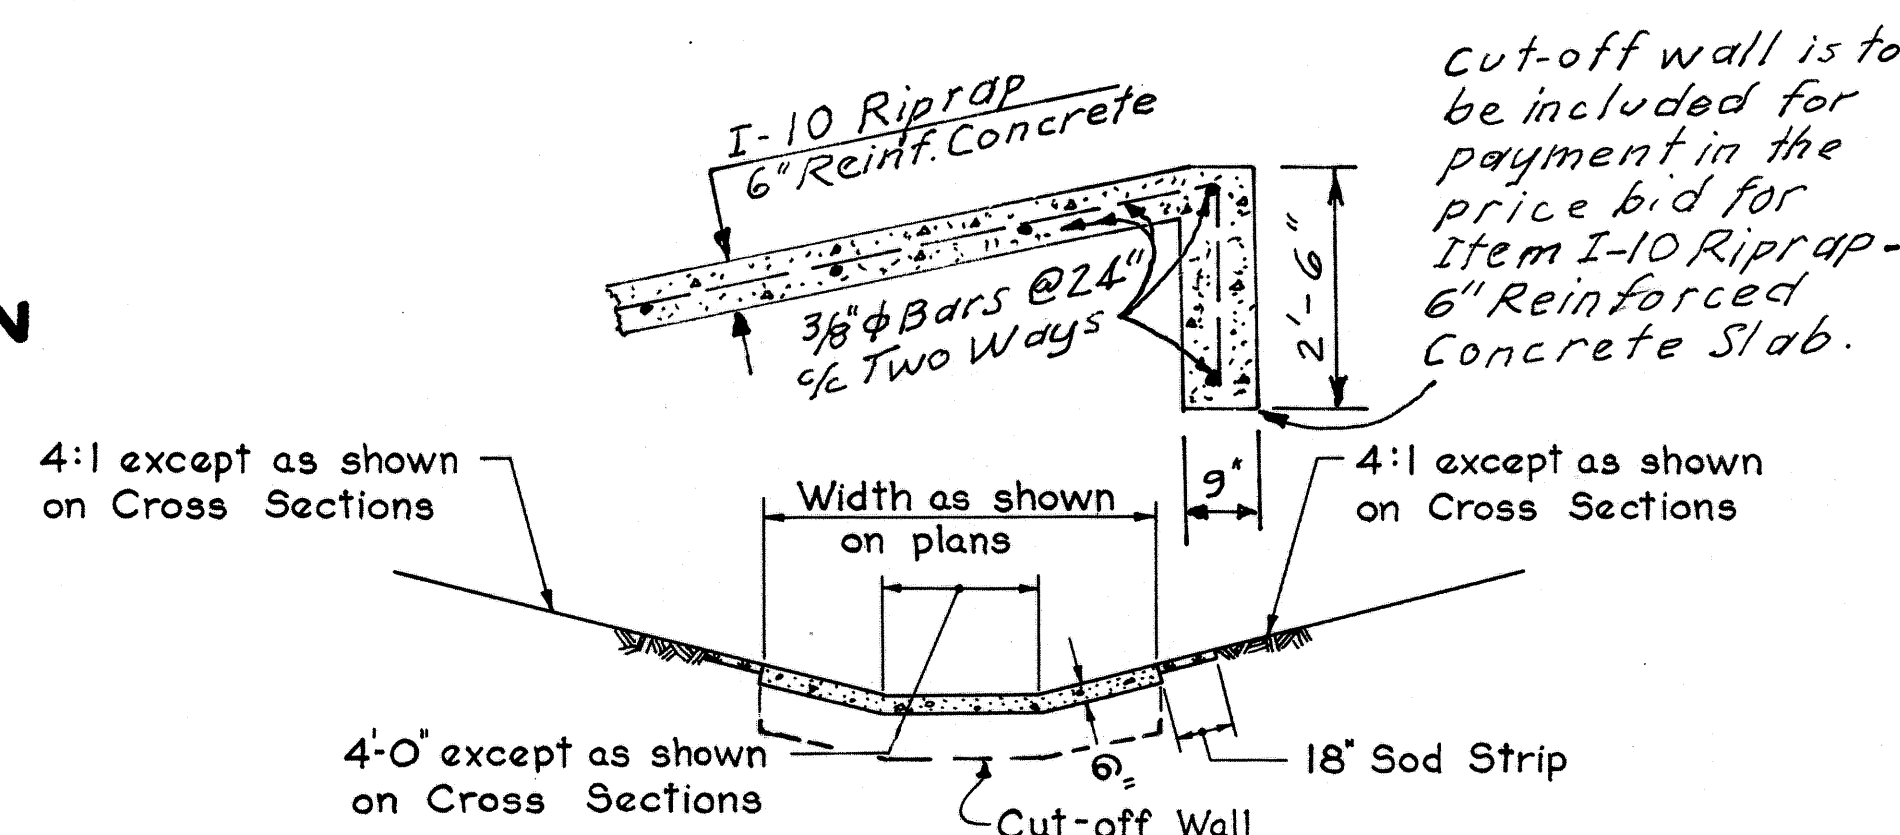 I-10 Riprap
6" Reinf. Concrete
Cut-off wall is to
be included for
payment in the
price bid for
Item I-10 Riprap-
6" Reinforced
Concrete Slab.
3/8" ϕ Bars @ 24"
c/c Two Ways
2'-6"
9"
4:1 except as shown
on Cross Sections
Width as shown
on plans
4:1 except as shown
on Cross Sections
4'-0" except as shown
on Cross Sections
6"
18" Sod Strip
Cut-off Wall